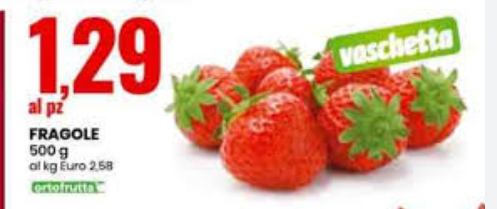 1,29
al pz
vaschetta
FRAGOLE
500 g
al kg Euro 2,58
ortofrutta